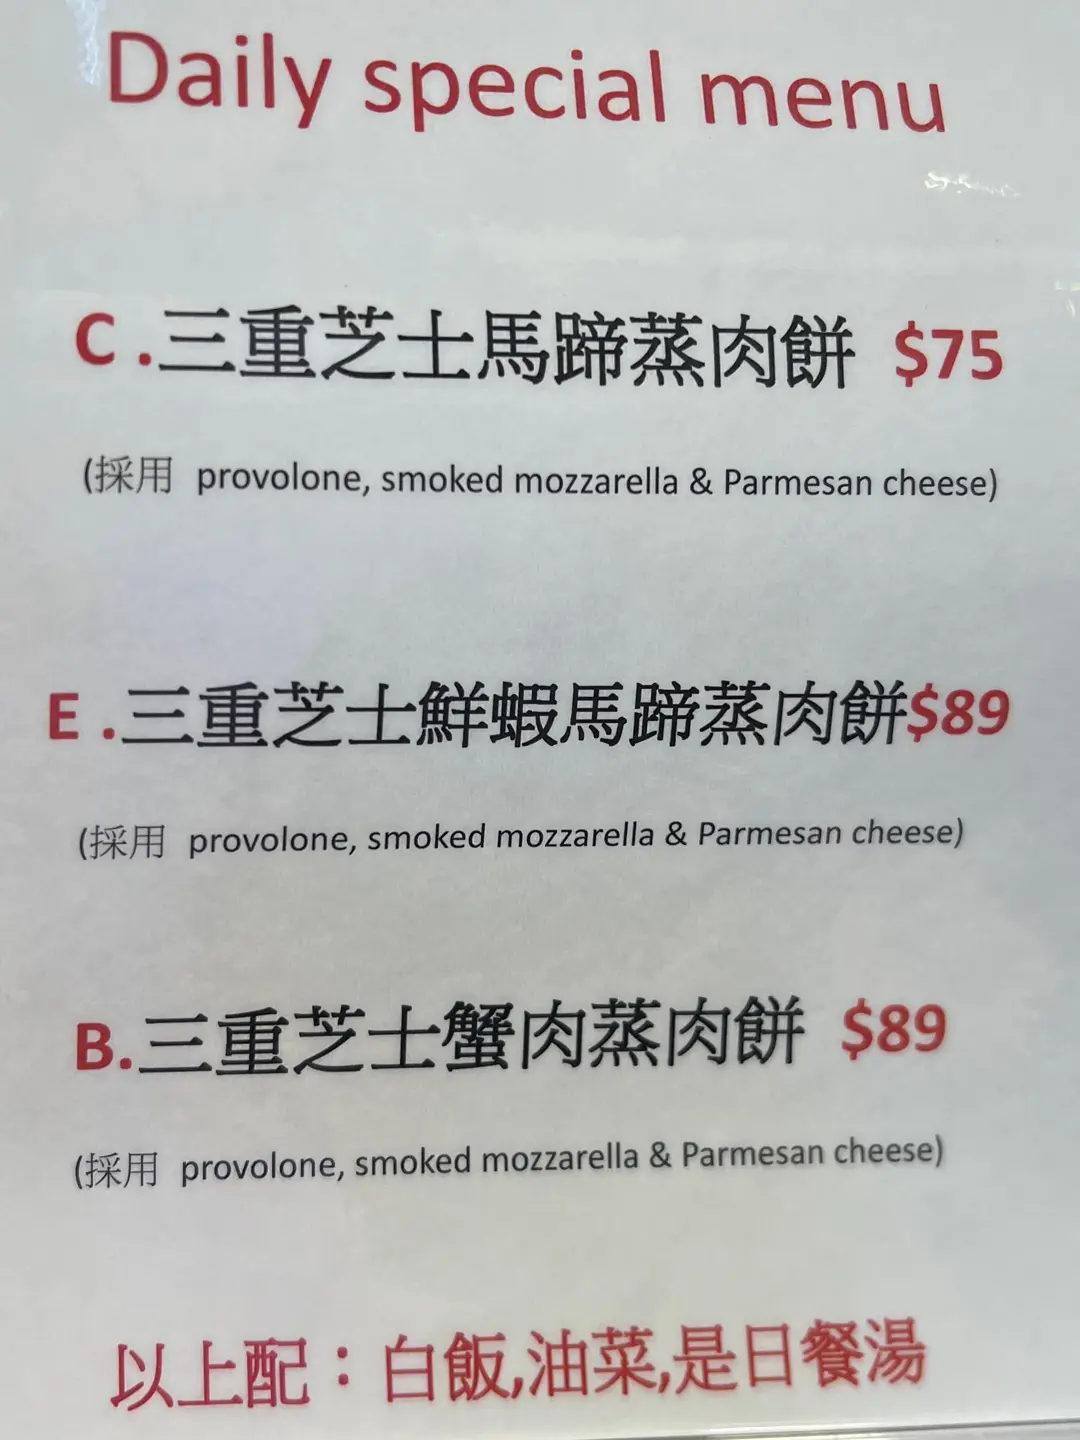 Daily special menu
C .三重芝士馬蹄蒸肉餅 $75
(採用 provolone, smoked mozzarella & Parmesan cheese)
E .三重芝士鮮蝦馬蹄蒸肉餅$89
(採用 provolone, smoked mozzarella & Parmesan cheese)
B.三重芝士蟹肉蒸肉餅 $89
(採用 provolone, smoked mozzarella & Parmesan cheese)
以上配：白飯,油菜,是日餐湯